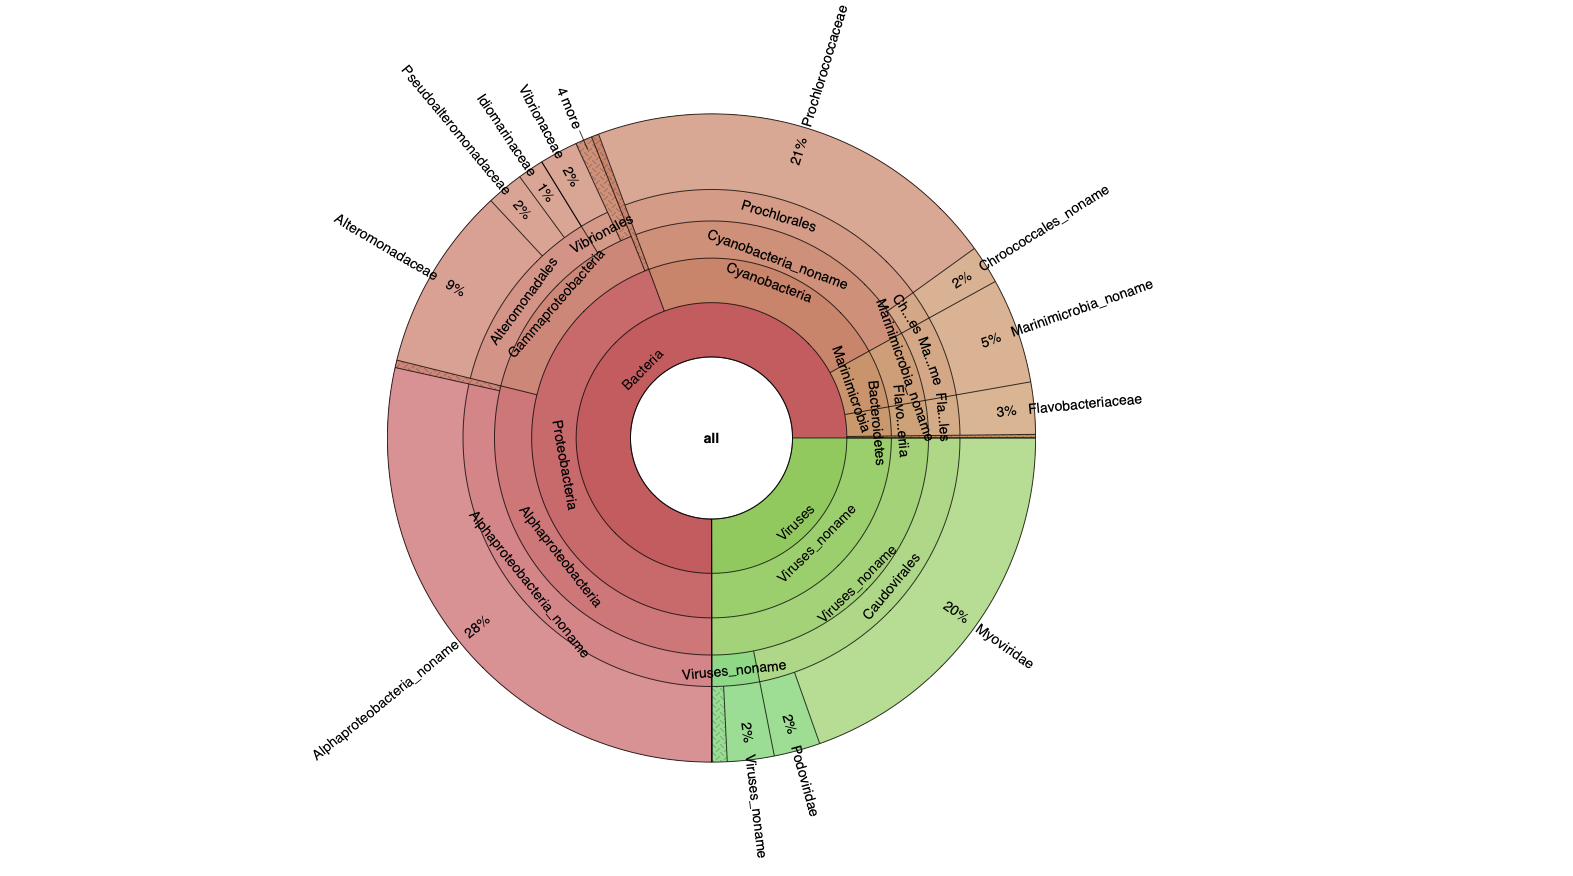 all
Bacteria
Viruses
Proteobacteria
Cyanobacteria
Marinimicrobia
Bacteroidetes
Viruses_noname
Alphaproteobacteria
Gammaproteobacteria
Cyanobacteria_noname
Marinimicrobia_noname
Flavo...eriia
Viruses_noname
Alphaproteobacteria_noname
Alteromonadales
Vibrionales
Prochlorales
Ch...es
Ma...me
Fla...les
Caudovirales
Viruses_noname
28% Alphaproteobacteria_noname
9% Alteromonadaceae
2% Pseudoalteromonadaceae
1% Idiomarinaceae
2% Vibrionaceae
4 more
21% Prochlorococcaceae
2% Chroococcales_noname
5% Marinimicrobia_noname
3% Flavobacteriaceae
20% Myoviridae
2% Podoviridae
2% Viruses_noname